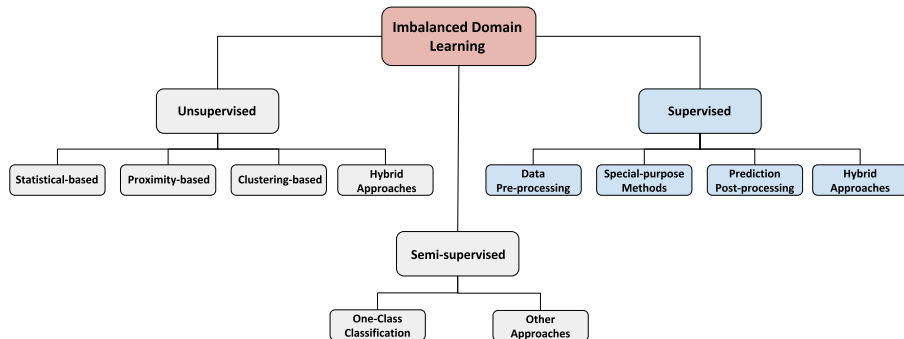 Imbalanced Domain
Learning
Unsupervised
Supervised
Statistical-based
Proximity-based
Clustering-based
Hybrid
Approaches
Data
Pre-processing
Special-purpose
Methods
Prediction
Post-processing
Hybrid
Approaches
Semi-supervised
One-Class
Classification
Other
Approaches